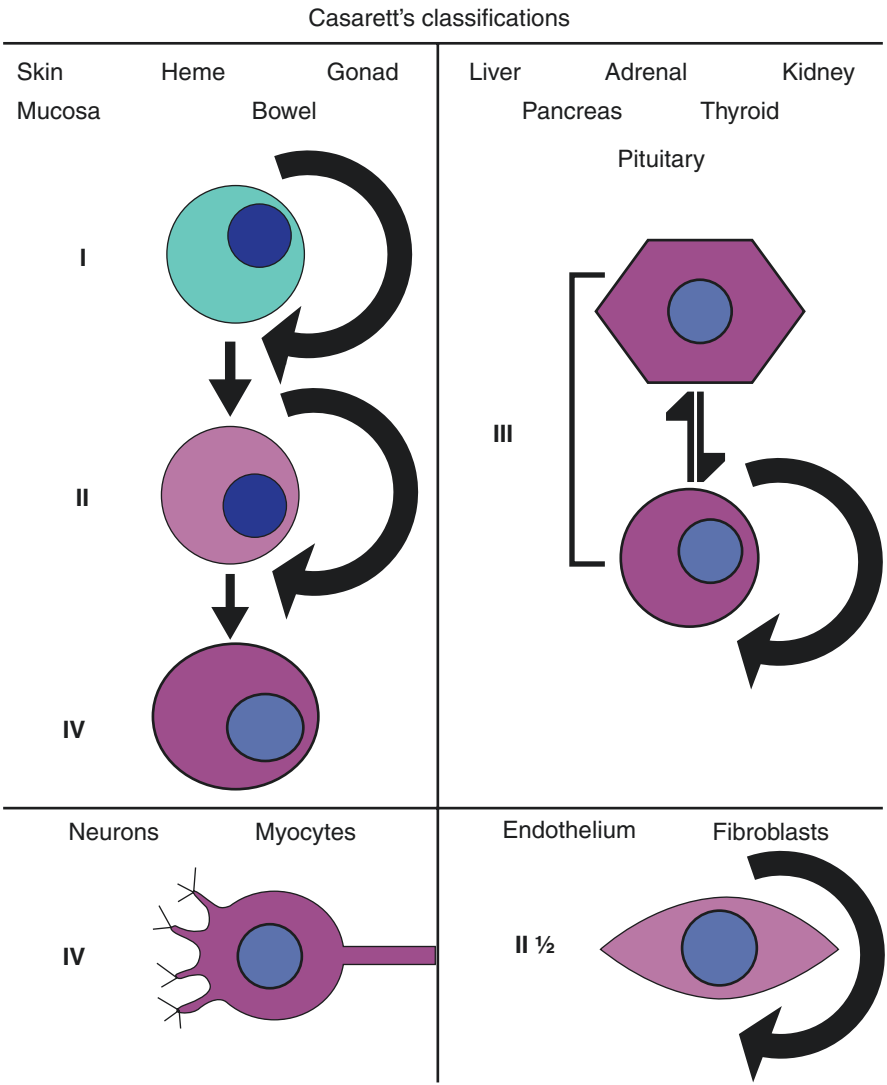 Casarett's classifications
Skin Heme Gonad
Mucosa Bowel
I
II
IV
Liver Adrenal Kidney
Pancreas Thyroid
Pituitary
III
Neurons Myocytes
IV
Endothelium Fibroblasts
II ½